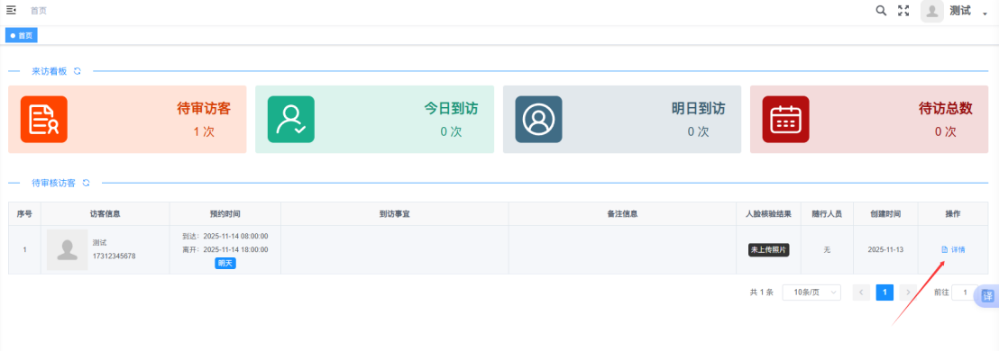 首页
测试
首页
来访看板
待审访客
1 次
今日到访
0 次
明日到访
0 次
待访总数
0 次
待审核访客
序号 访客信息 预约时间 到访事宜 备注信息 人脸核验结果 随行人员 创建时间 操作
1
测试
17312345678
到达：2025-11-14 08:00:00
离开：2025-11-14 18:00:00
明天
未上传照片
无
2025-11-13
详情
共 1 条 10条/页 1 前往 1
译